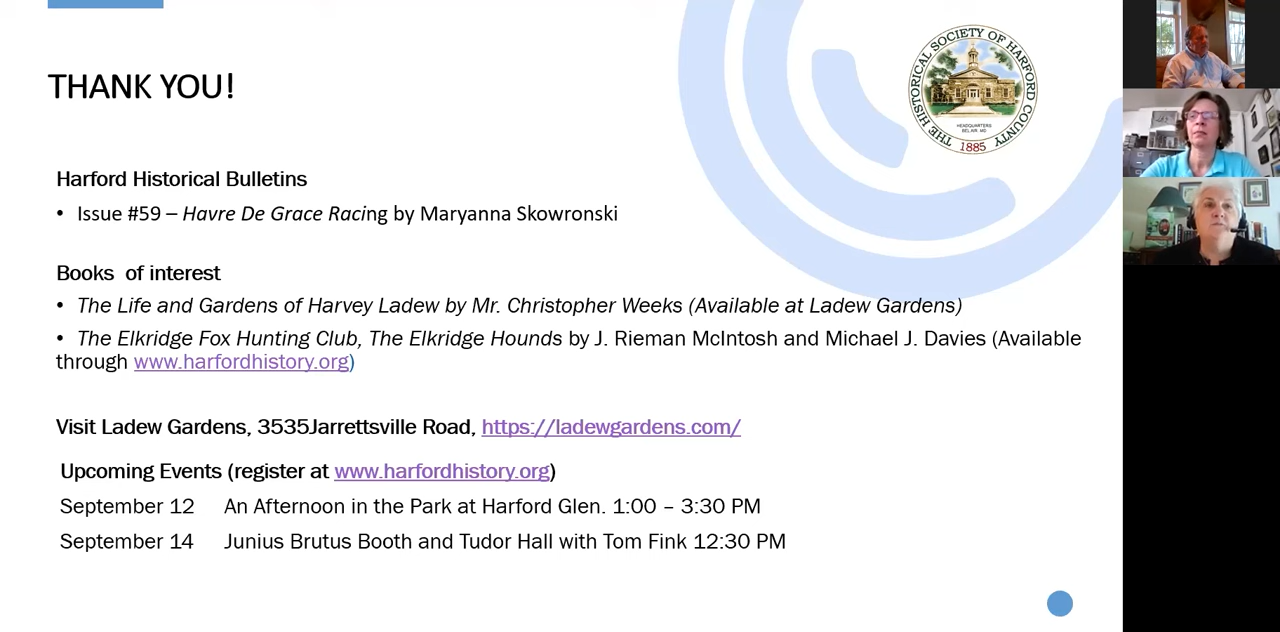 THANK YOU!
THE HISTORICAL SOCIETY OF HARFORD COUNTY
HEADQUARTERS
BEL AIR MD
1885
Harford Historical Bulletins
• Issue #59 – Havre De Grace Racing by Maryanna Skowronski
Books  of interest
• The Life and Gardens of Harvey Ladew by Mr. Christopher Weeks (Available at Ladew Gardens)
• The Elkridge Fox Hunting Club, The Elkridge Hounds by J. Rieman McIntosh and Michael J. Davies (Available
through www.harfordhistory.org)
Visit Ladew Gardens, 3535Jarrettsville Road, https://ladewgardens.com/
Upcoming Events (register at www.harfordhistory.org)
September 12 An Afternoon in the Park at Harford Glen. 1:00 – 3:30 PM
September 14 Junius Brutus Booth and Tudor Hall with Tom Fink 12:30 PM